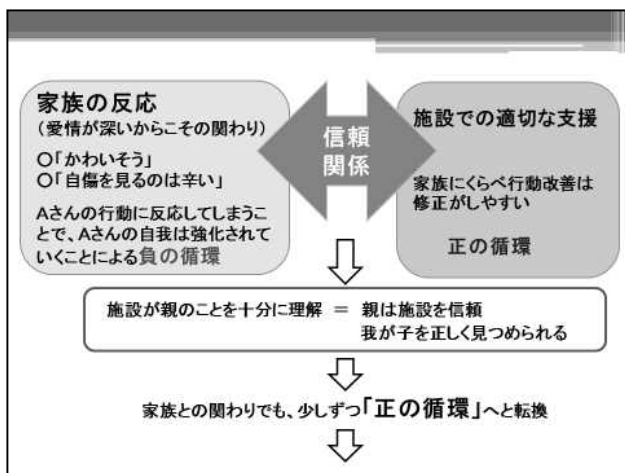 家族の反応
(愛情が深いからこその関わり)
〇「かわいそう」
〇「自傷を見るのは辛い」
Aさんの行動に反応してしまうこ
とで、Aさんの自我は強化されて
いくことによる負の循環
信頼
関係
施設での適切な支援
家族にくらべ行動改善は
修正がしやすい
正の循環
施設が親のことを十分に理解 = 親は施設を信頼
我が子を正しく見つめられる
家族との関わりでも、少しずつ「正の循環」へと転換